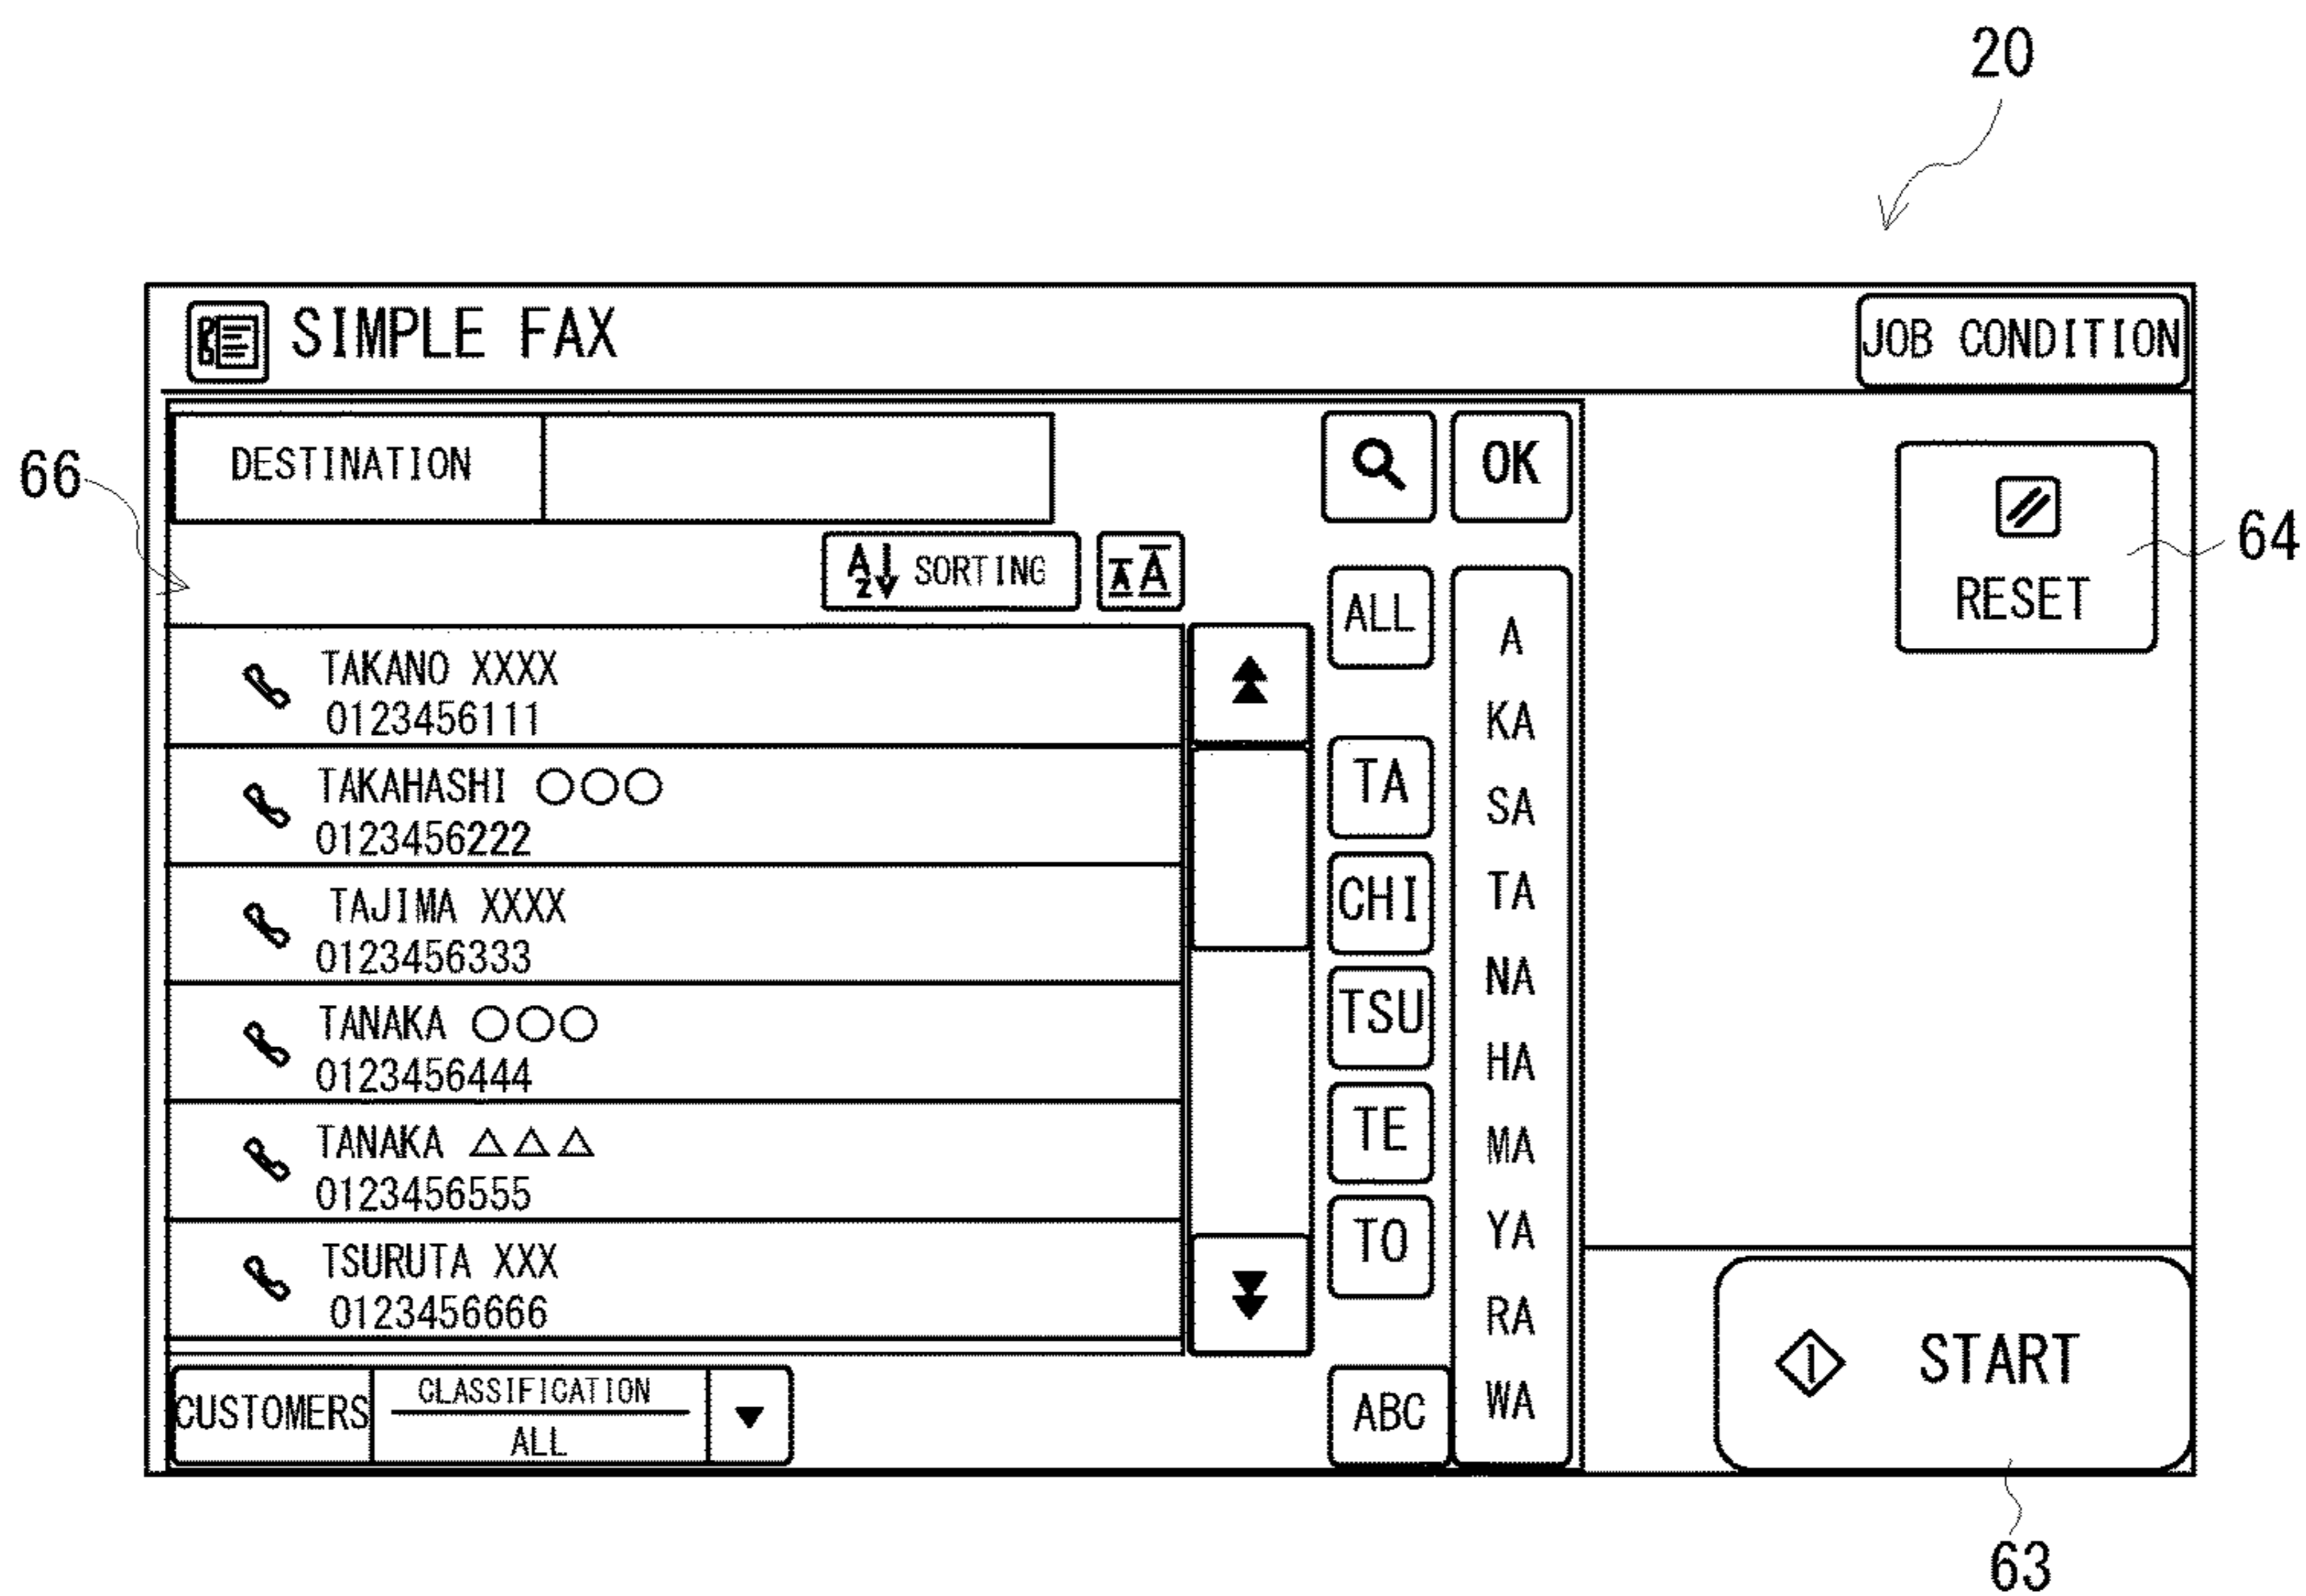 20
SIMPLE FAX
JOB CONDITION
66
DESTINATION
OK
SORTING
A A
64
RESET
TAKANO XXXX
0123456111
TAKAHASHI ○○○
0123456222
TAJIMA XXXX
0123456333
TANAKA ○○○
0123456444
TANAKA △△△
0123456555
TSURUTA XXX
0123456666
ALL
TA
CHI
TSU
TE
TO
ABC
A
KA
SA
TA
NA
HA
MA
YA
RA
WA
CUSTOMERS
CLASSIFICATION
ALL
START
63